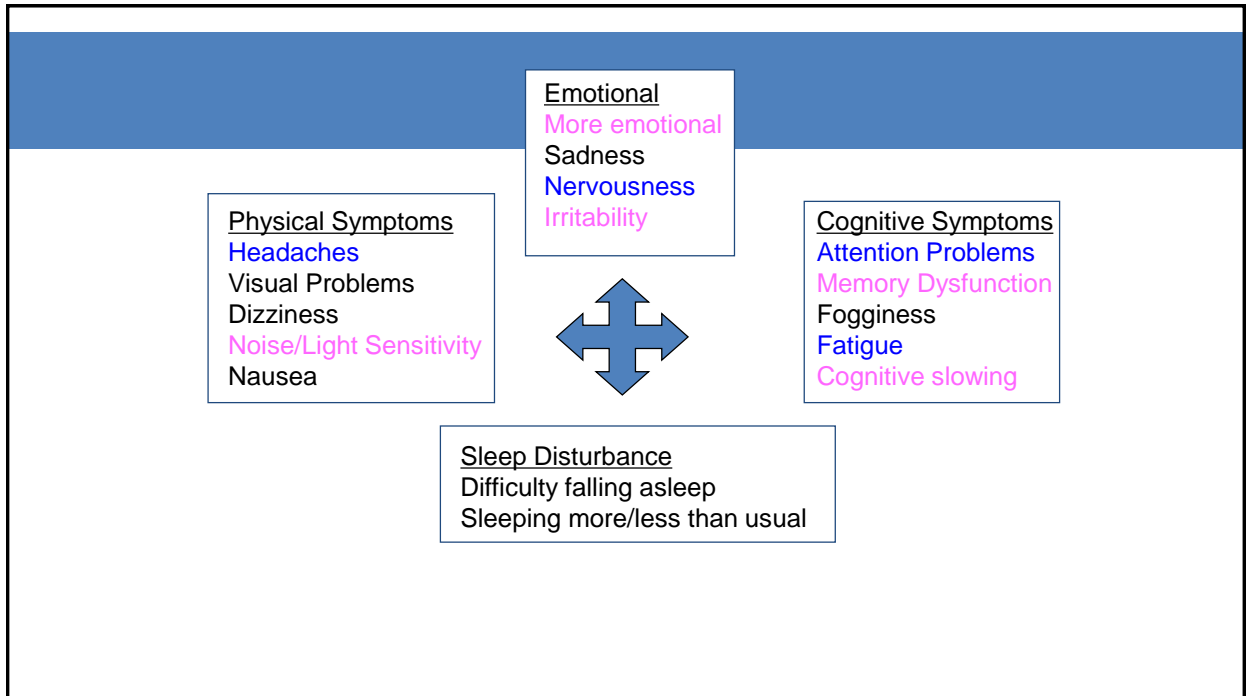 Emotional
More emotional
Sadness
Nervousness
Irritability
Physical Symptoms
Headaches
Visual Problems
Dizziness
Noise/Light Sensitivity
Nausea
Cognitive Symptoms
Attention Problems
Memory Dysfunction
Fogginess
Fatigue
Cognitive slowing
Sleep Disturbance
Difficulty falling asleep
Sleeping more/less than usual